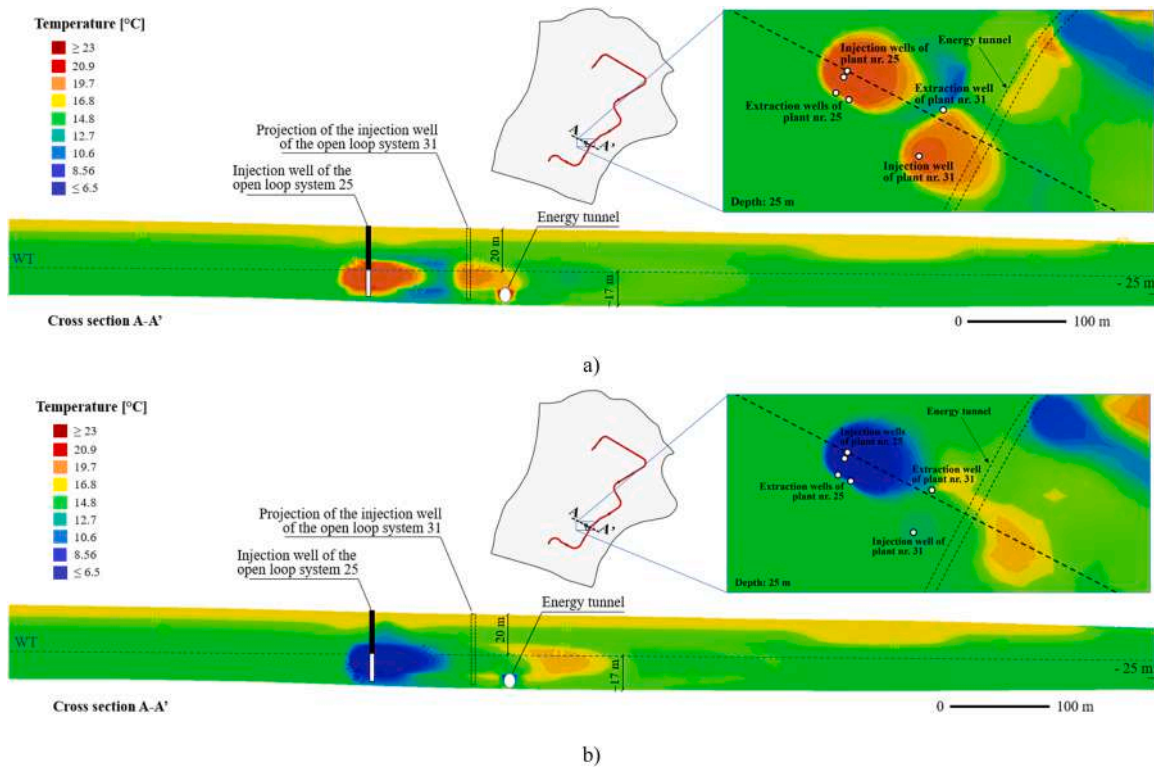 Temperature [°C]
≥ 23
20.9
19.7
16.8
14.8
12.7
10.6
8.56
≤ 6.5
Projection of the injection well
of the open loop system 31
Injection well of the
open loop system 25
A
A'
Energy tunnel
Injection wells of
plant nr. 25
Energy tunnel
Extraction well
of plant nr. 31
Extraction wells of
plant nr. 25
Injection well
of plant nr. 31
Depth: 25 m
WT
20 m
~17 m
- 25 m
Cross section A-A'
0 100 m
a)
Temperature [°C]
≥ 23
20.9
19.7
16.8
14.8
12.7
10.6
8.56
≤ 6.5
Projection of the injection well
of the open loop system 31
Injection well of the
open loop system 25
A
A'
Energy tunnel
Energy tunnel
Injection wells
of plant nr. 25
Extraction well
of plant nr. 31
Extraction wells of
plant nr. 25
Injection well of
plant nr. 31
Depth: 25 m
WT
20 m
~17 m
- 25 m
Cross section A-A'
0 100 m
b)